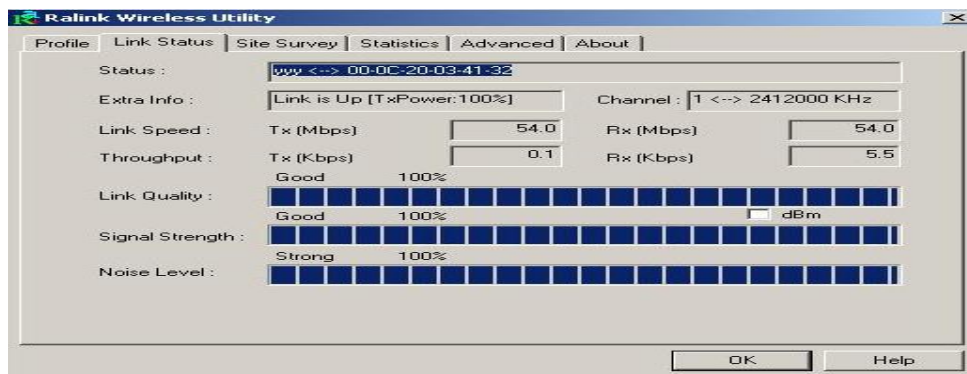 Ralink Wireless Utility
Profile Link Status Site Survey Statistics Advanced About
Status : yyy <--> 00-0C-20-03-41-32
Extra Info : Link is Up [TxPower:100%] Channel : 1 <--> 2412000 KHz
Link Speed : Tx (Mbps) 54.0 Rx (Mbps) 54.0
Throughput : Tx (Kbps) 0.1 Rx (Kbps) 5.5
Good 100%
Link Quality :
Good 100% dBm
Signal Strength :
Strong 100%
Noise Level :
OK Help